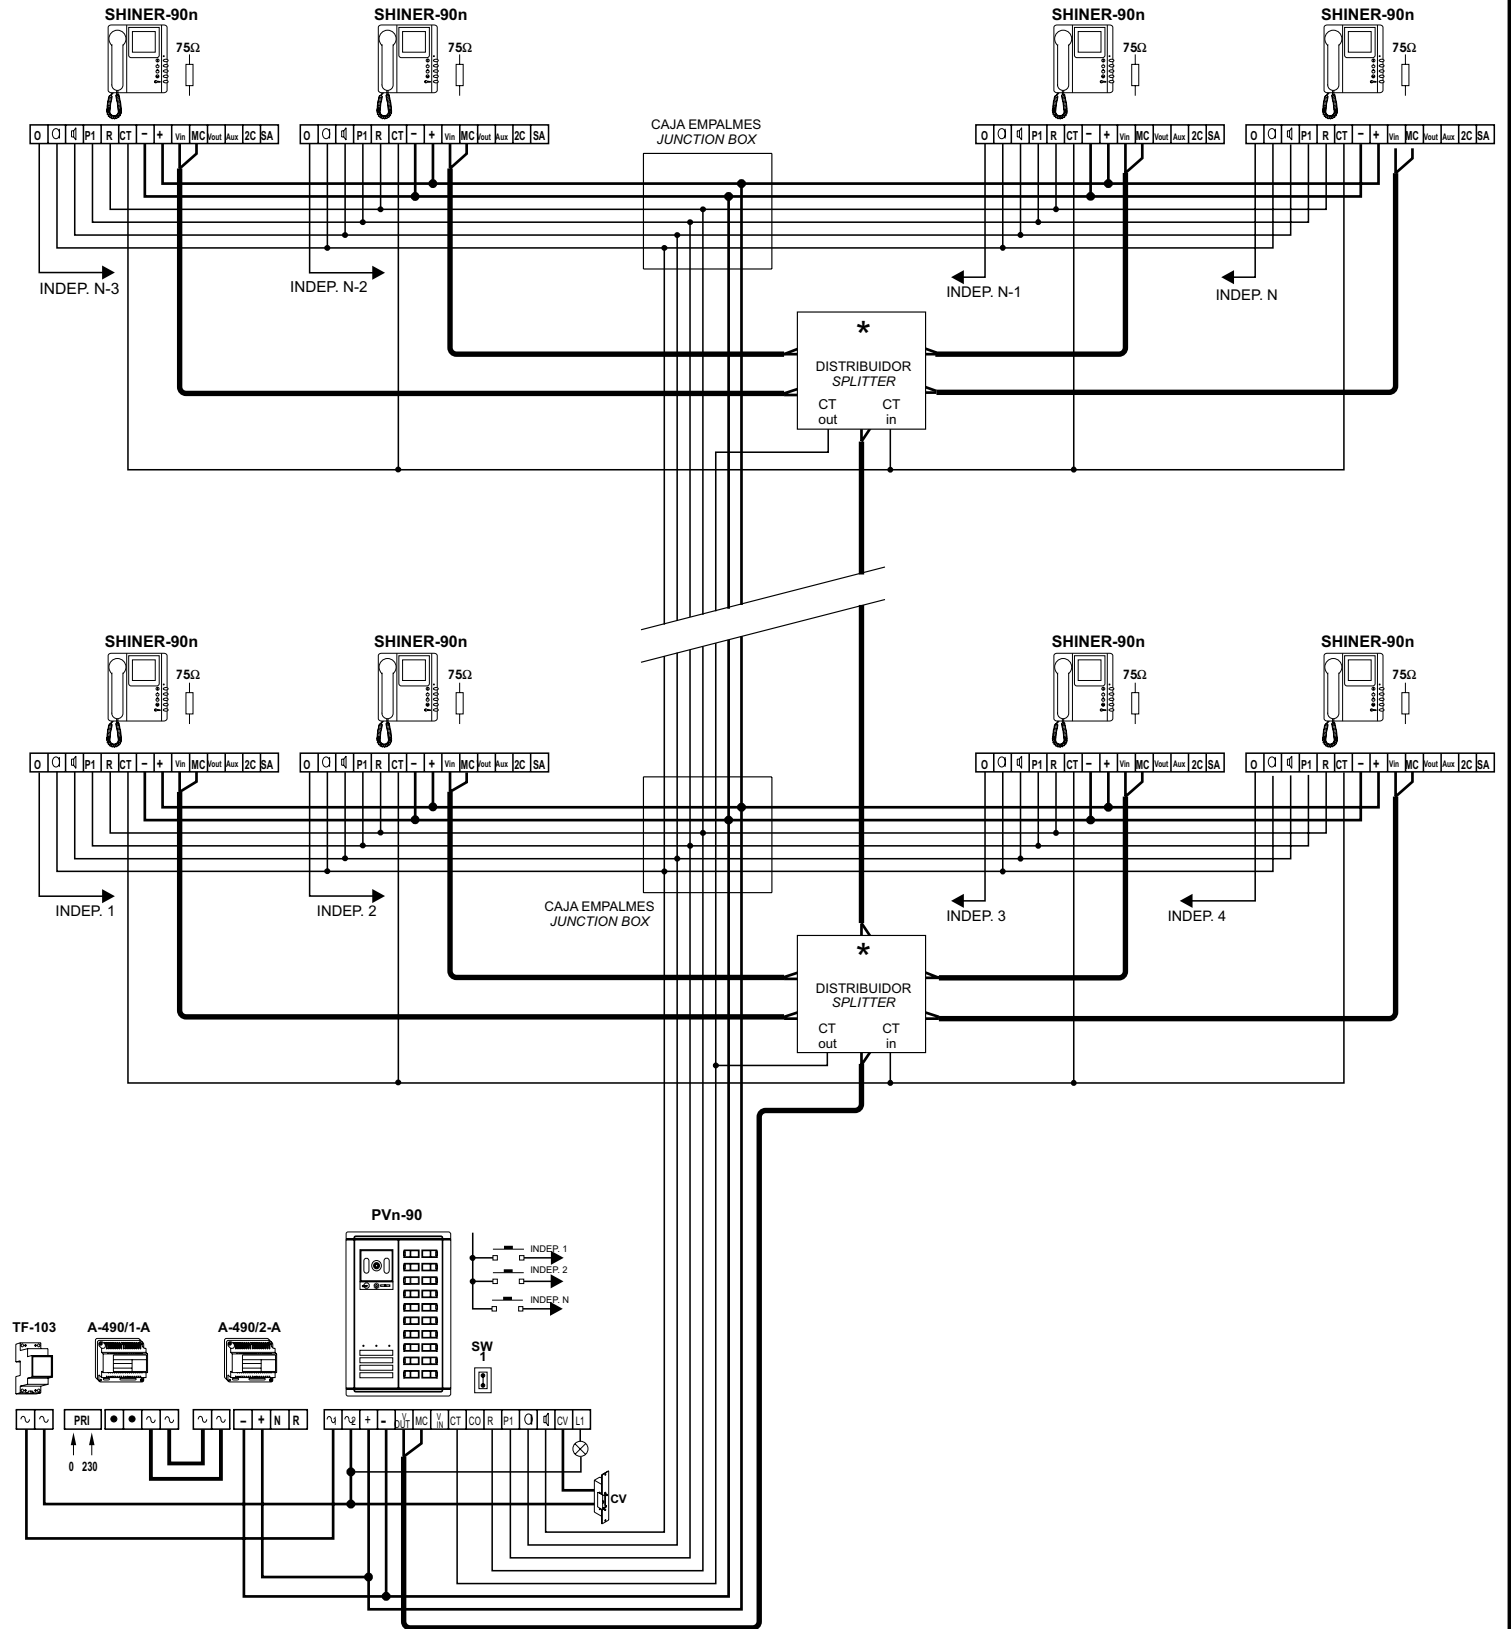 SHINER-90n SHINER-90n SHINER-90n SHINER-90n
75Ω 75Ω 75Ω 75Ω
O P1 R CT − + Vin MC Vout Aux 2C SA
O P1 R CT − + Vin MC Vout Aux 2C SA
O P1 R CT − + Vin MC Vout Aux 2C SA
O P1 R CT − + Vin MC Vout Aux 2C SA
CAJA EMPALMES
JUNCTION BOX
INDEP. N-3 INDEP. N-2 INDEP. N-1 INDEP. N
*
DISTRIBUIDOR
SPLITTER
CT CT
out in
SHINER-90n SHINER-90n SHINER-90n SHINER-90n
75Ω 75Ω 75Ω 75Ω
O P1 R CT − + Vin MC Vout Aux 2C SA
O P1 R CT − + Vin MC Vout Aux 2C SA
O P1 R CT − + Vin MC Vout Aux 2C SA
O P1 R CT − + Vin MC Vout Aux 2C SA
INDEP. 1 INDEP. 2 INDEP. 3 INDEP. 4
CAJA EMPALMES
JUNCTION BOX
*
DISTRIBUIDOR
SPLITTER
CT CT
out in
PVn-90
INDEP. 1
INDEP. 2
INDEP. N
TF-103 A-490/1-A A-490/2-A
SW
1
∿ ∿ PRI ● ● ∿ ∿ ∿ ∿ − + N R
∿1 ∿2 + − V OUT MC V IN CT CO R P1 CV L1
0 230
CV